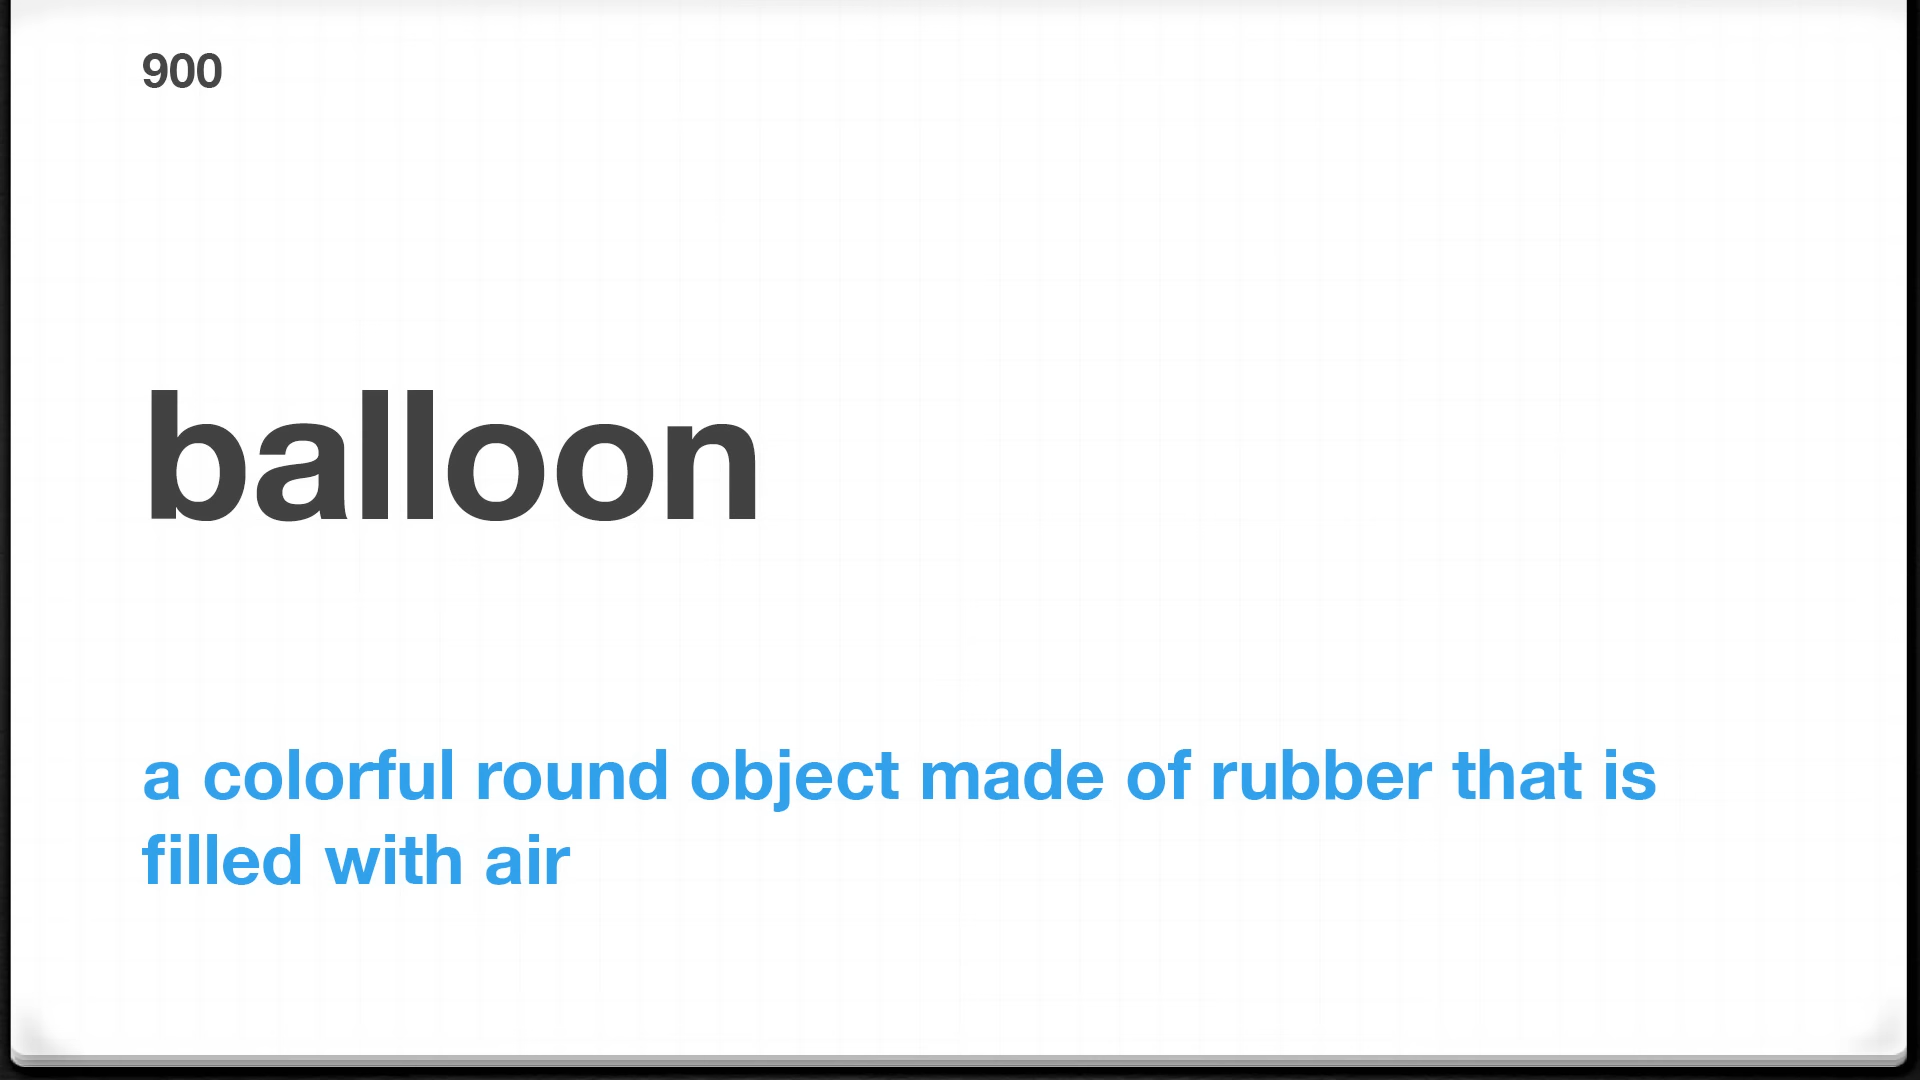 900
balloon
a colorful round object made of rubber that is
filled with air